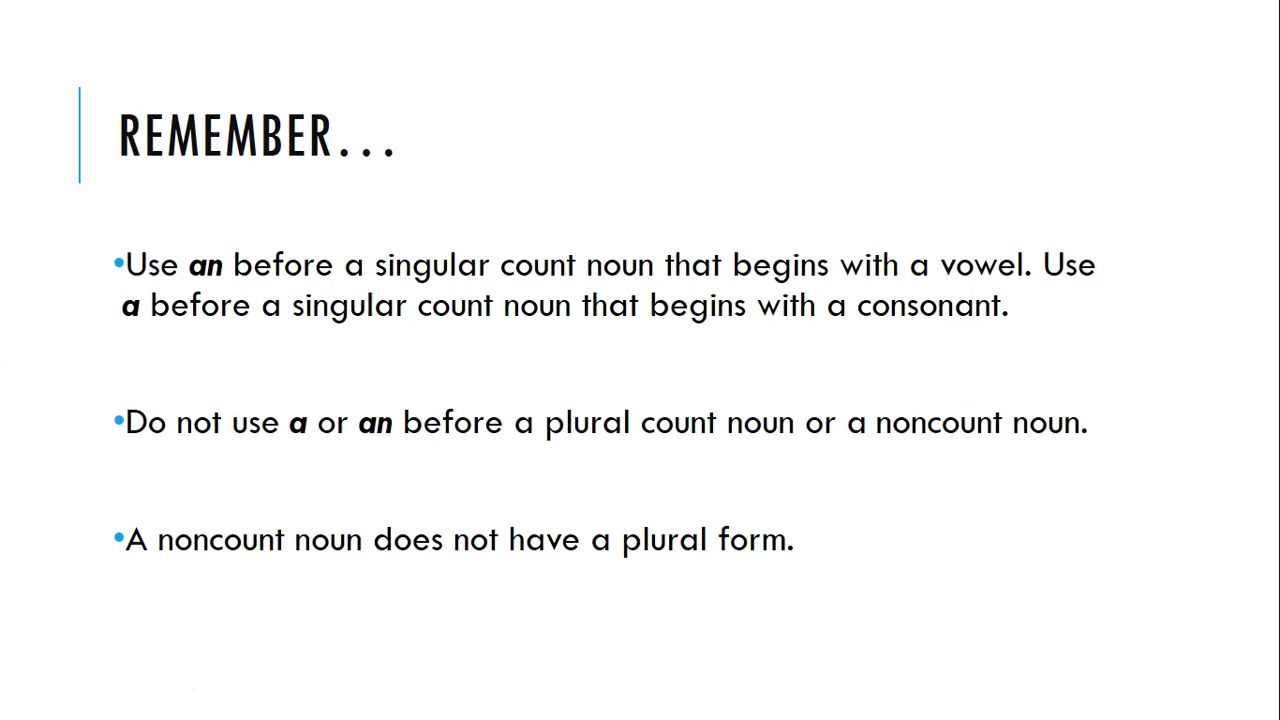 REMEMBER...
•Use an before a singular count noun that begins with a vowel. Use
a before a singular count noun that begins with a consonant.
•Do not use a or an before a plural count noun or a noncount noun.
•A noncount noun does not have a plural form.